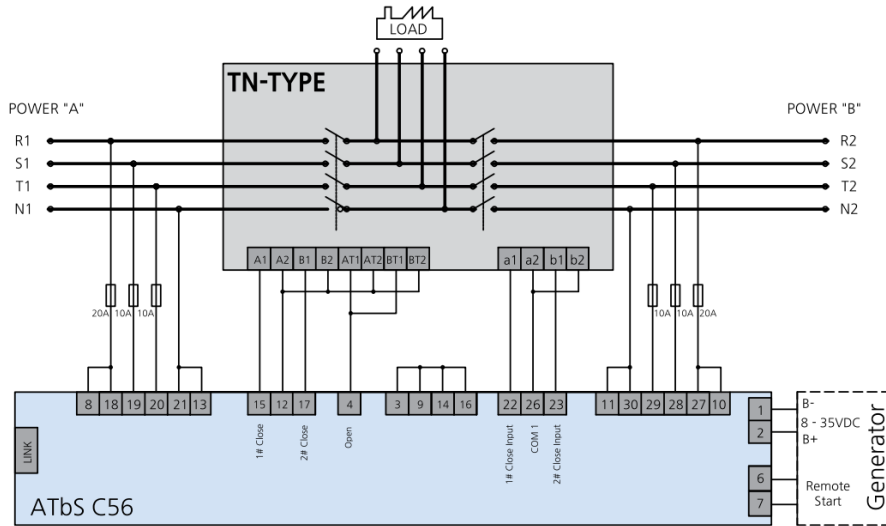 LOAD
TN-TYPE
POWER "A"
POWER "B"
R1
R2
S1
S2
T1
T2
N1
N2
A1 A2 B1 B2 AT1 AT2 BT1 BT2
a1 a2 b1 b2
20A 10A 10A
10A 10A 20A
8 18 19 20 21 13
15 12 17
4
3 9 14 16
22 26 23
11 30 29 28 27 10
1# Close
2# Close
Open
1# Close Input
COM 1
2# Close Input
LINK
1
2
6
7
B-
8 - 35VDC
B+
Remote
Start
Generator
ATbS C56